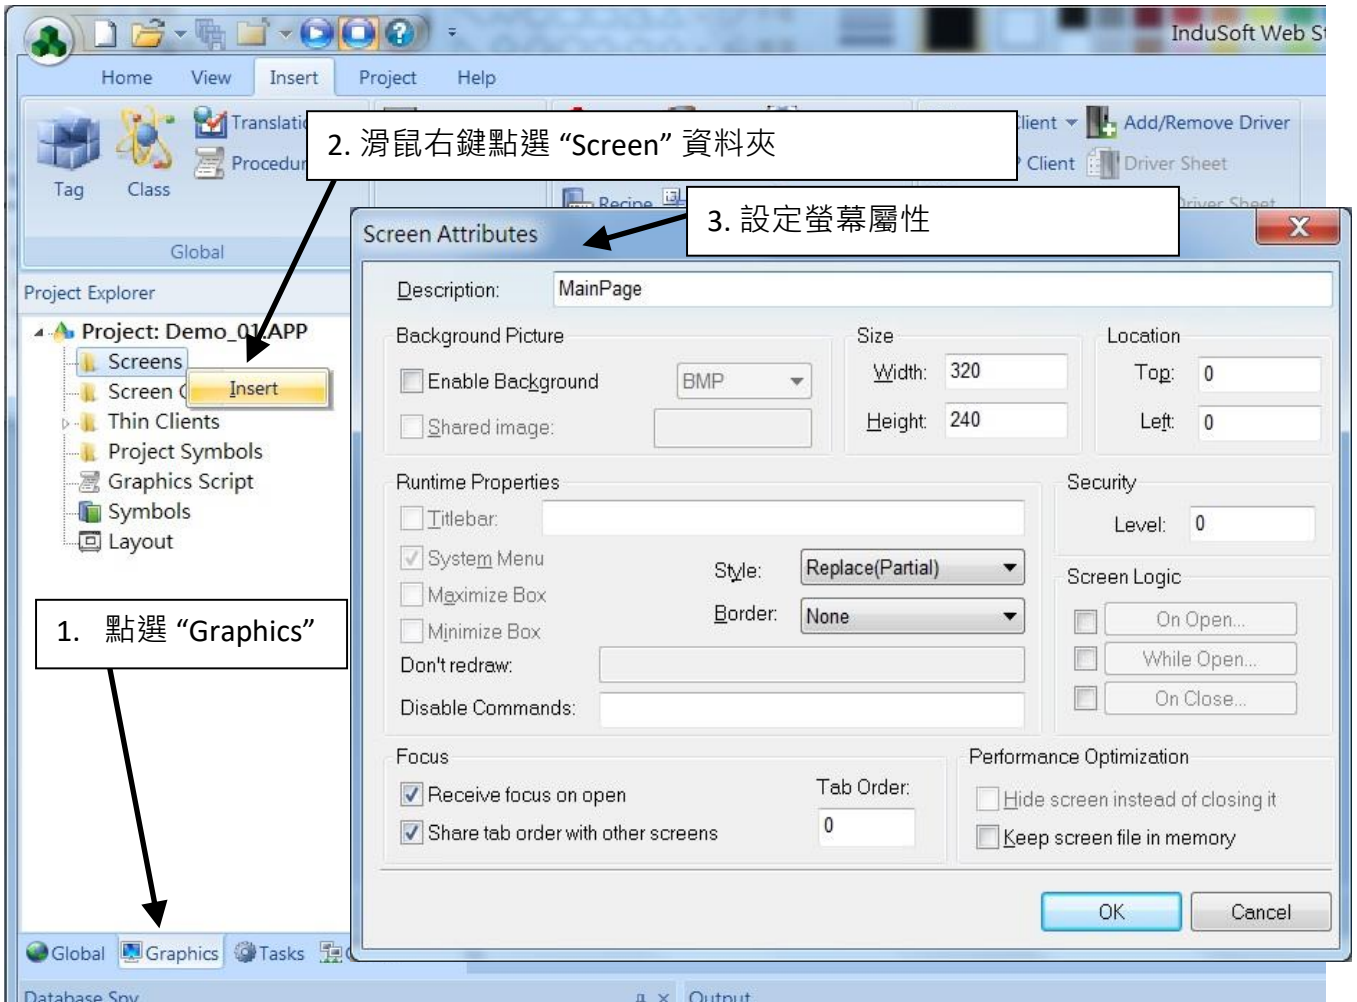 InduSoft Web St
Home View Insert Project Help
2. 滑鼠右鍵點選 “Screen” 資料夾
Translati
Procedur
Tag Class
Global
Recipe
Client
Add/Remove Driver
Client
Driver Sheet
Driver Sheet
3. 設定螢幕屬性
Project Explorer
Project: Demo_01.APP
Screens
Insert
Screen
Thin Clients
Project Symbols
Graphics Script
Symbols
Layout
1. 點選 “Graphics”
Global Graphics Tasks
Database Spy
Output
Screen Attributes
Description: MainPage
Background Picture
Enable Background BMP
Shared image:
Size
Width: 320
Height: 240
Location
Top: 0
Left: 0
Runtime Properties
Titlebar:
System Menu
Maximize Box
Minimize Box
Style: Replace(Partial)
Border: None
Don't redraw:
Disable Commands:
Security
Level: 0
Screen Logic
On Open...
While Open...
On Close...
Focus
Receive focus on open
Share tab order with other screens
Tab Order:
0
Performance Optimization
Hide screen instead of closing it
Keep screen file in memory
OK Cancel